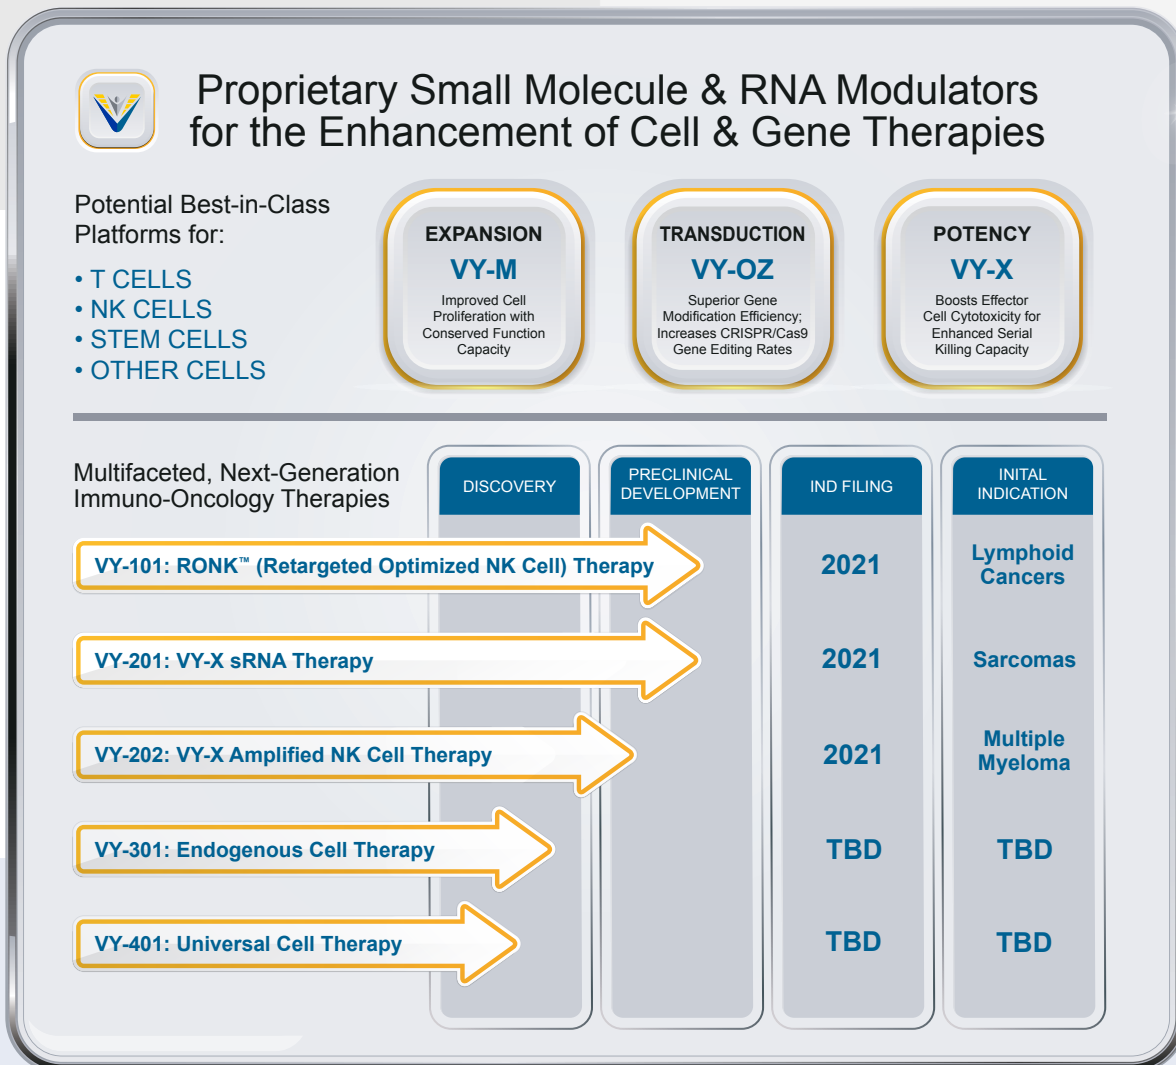 Proprietary Small Molecule & RNA Modulators
for the Enhancement of Cell & Gene Therapies
Potential Best-in-Class
Platforms for:
• T CELLS
• NK CELLS
• STEM CELLS
• OTHER CELLS
EXPANSION
VY-M
Improved Cell
Proliferation with
Conserved Function
Capacity
TRANSDUCTION
VY-OZ
Superior Gene
Modification Efficiency;
Increases CRISPR/Cas9
Gene Editing Rates
POTENCY
VY-X
Boosts Effector
Cell Cytotoxicity for
Enhanced Serial
Killing Capacity
Multifaceted, Next-Generation
Immuno-Oncology Therapies
DISCOVERY
PRECLINICAL
DEVELOPMENT
IND FILING
INITAL
INDICATION
VY-101: RONK™ (Retargeted Optimized NK Cell) Therapy
2021
Lymphoid
Cancers
VY-201: VY-X sRNA Therapy
2021
Sarcomas
VY-202: VY-X Amplified NK Cell Therapy
2021
Multiple
Myeloma
VY-301: Endogenous Cell Therapy
TBD
TBD
VY-401: Universal Cell Therapy
TBD
TBD